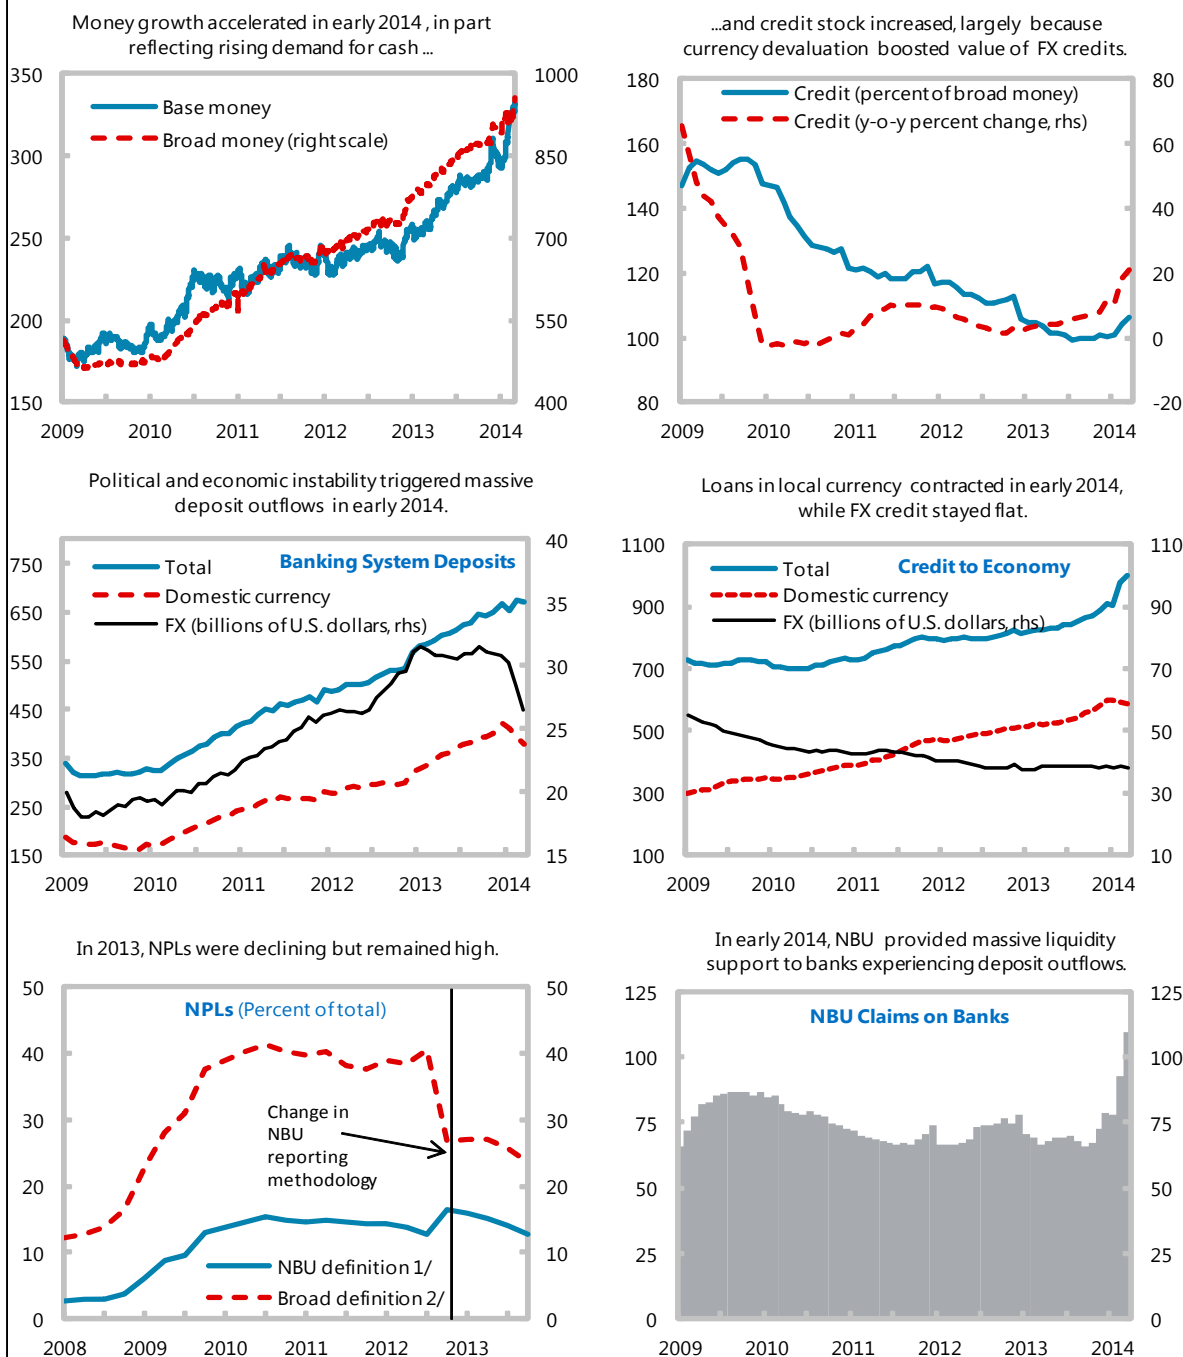 Money growth accelerated in early 2014 , in part
reflecting rising demand for cash ...
350
300
250
200
150
1000
850
700
550
400
Base money
Broad money (right scale)
2009 2010 2011 2012 2013 2014
...and credit stock increased, largely because
currency devaluation boosted value of FX credits.
180
160
140
120
100
80
80
60
40
20
0
-20
Credit (percent of broad money)
Credit (y-o-y percent change, rhs)
2009 2010 2011 2012 2013 2014
Political and economic instability triggered massive
deposit outflows in early 2014.
750
650
550
450
350
250
150
40
35
30
25
20
15
Banking System Deposits
Total
Domestic currency
FX (billions of U.S. dollars, rhs)
2009 2010 2011 2012 2013 2014
Loans in local currency contracted in early 2014,
while FX credit stayed flat.
1100
900
700
500
300
100
110
90
70
50
30
10
Credit to Economy
Total
Domestic currency
FX (billions of U.S. dollars, rhs)
2009 2010 2011 2012 2013 2014
In 2013, NPLs were declining but remained high.
50
40
30
20
10
0
50
40
30
20
10
0
NPLs (Percent of total)
Change in
NBU
reporting
methodology
NBU definition 1/
Broad definition 2/
2008 2009 2010 2011 2012 2013
In early 2014, NBU provided massive liquidity
support to banks experiencing deposit outflows.
125
100
75
50
25
0
125
100
75
50
25
0
NBU Claims on Banks
2009 2010 2011 2012 2013 2014